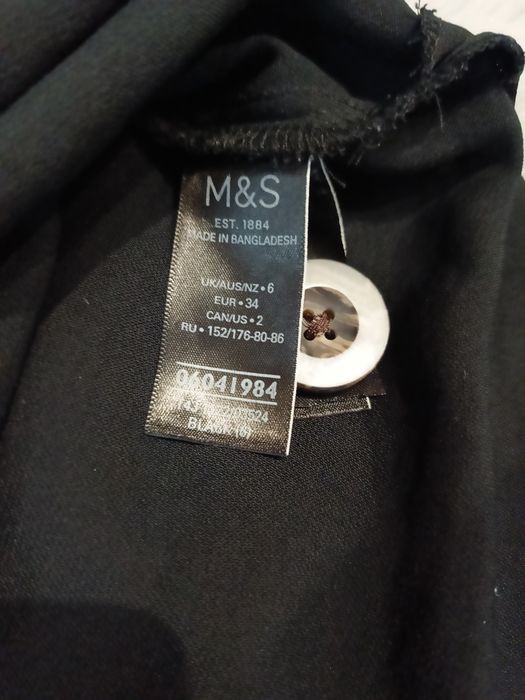 M&S
EST. 1884
MADE IN BANGLADESH
UK/AUS/NZ • 6
EUR • 34
CAN/US • 2
RU • 152/176-80-86
06041984